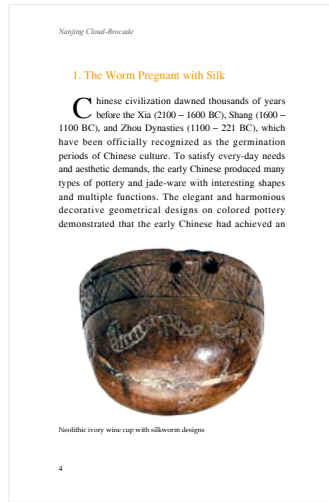 Nanjing Cloud-Brocade
1. The Worm Pregnant with Silk
Chinese civilization dawned thousands of years
before the Xia (2100 – 1600 BC), Shang (1600 –
1100 BC), and Zhou Dynasties (1100 – 221 BC), which
have been officially recognized as the germination
periods of Chinese culture. To satisfy every-day needs
and aesthetic demands, the early Chinese produced many
types of pottery and jade-ware with interesting shapes
and multiple functions. The elegant and harmonious
decorative geometrical designs on colored pottery
demonstrated that the early Chinese had achieved an
Neolithic ivory wine cup with silkworm designs
4